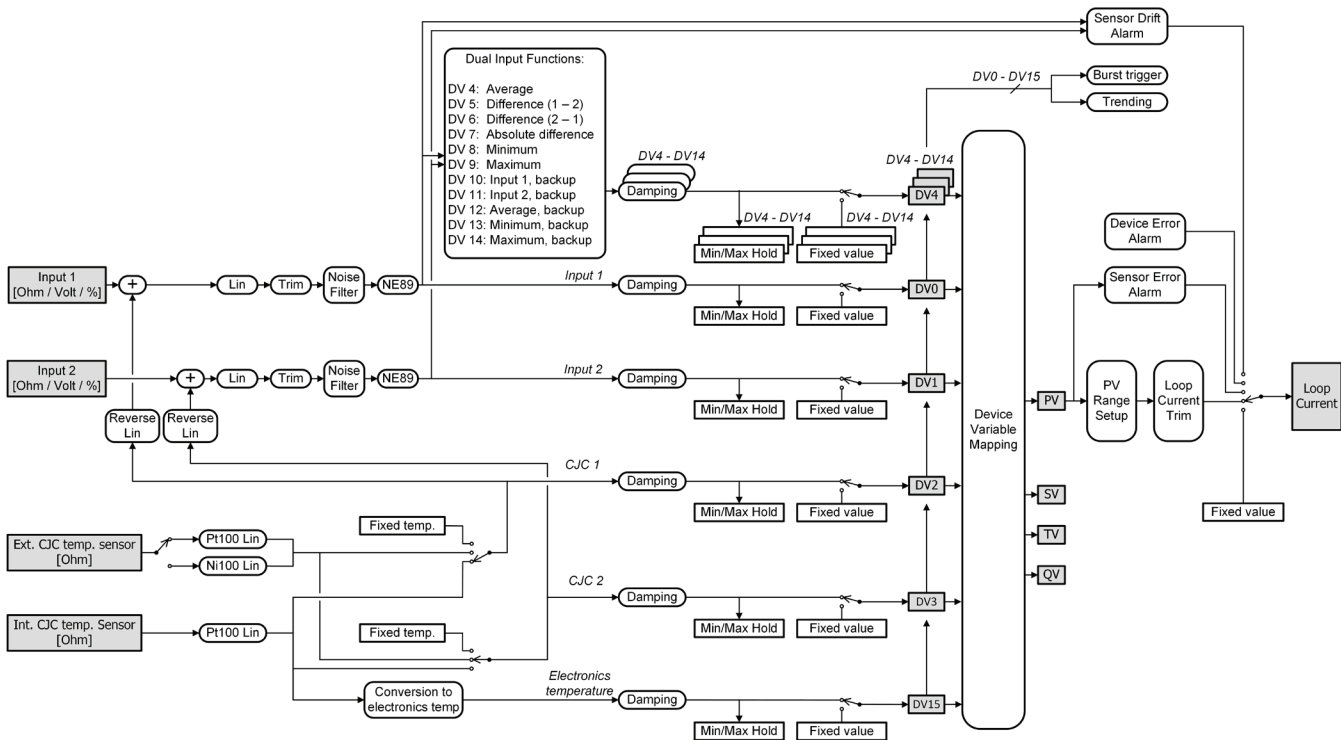 Sensor Drift
Alarm
Dual Input Functions:
DV 4: Average
DV 5: Difference (1 – 2)
DV 6: Difference (2 – 1)
DV 7: Absolute difference
DV 8: Minimum
DV 9: Maximum
DV 10: Input 1, backup
DV 11: Input 2, backup
DV 12: Average, backup
DV 13: Minimum, backup
DV 14: Maximum, backup
DV0 - DV15
Burst trigger
Trending
DV4 - DV14
Damping
DV4 - DV14
DV4
DV4 - DV14
Min/Max Hold
DV4 - DV14
Fixed value
Device Error
Alarm
Sensor Error
Alarm
Input 1
[Ohm / Volt / %]
+
Lin
Trim
Noise
Filter
NE89
Input 1
Damping
Min/Max Hold
Fixed value
DV0
Input 2
[Ohm / Volt / %]
+
Lin
Trim
Noise
Filter
NE89
Input 2
Damping
Min/Max Hold
Fixed value
DV1
Reverse
Lin
Reverse
Lin
Device
Variable
Mapping
PV
PV
Range
Setup
Loop
Current
Trim
Loop
Current
CJC 1
Damping
Min/Max Hold
Fixed value
DV2
SV
TV
QV
Fixed value
Ext. CJC temp. sensor
[Ohm]
Pt100 Lin
Ni100 Lin
Fixed temp.
CJC 2
Damping
Min/Max Hold
Fixed value
DV3
Int. CJC temp. Sensor
[Ohm]
Pt100 Lin
Fixed temp.
Conversion to
electronics temp
Electronics
temperature
Damping
Min/Max Hold
Fixed value
DV15